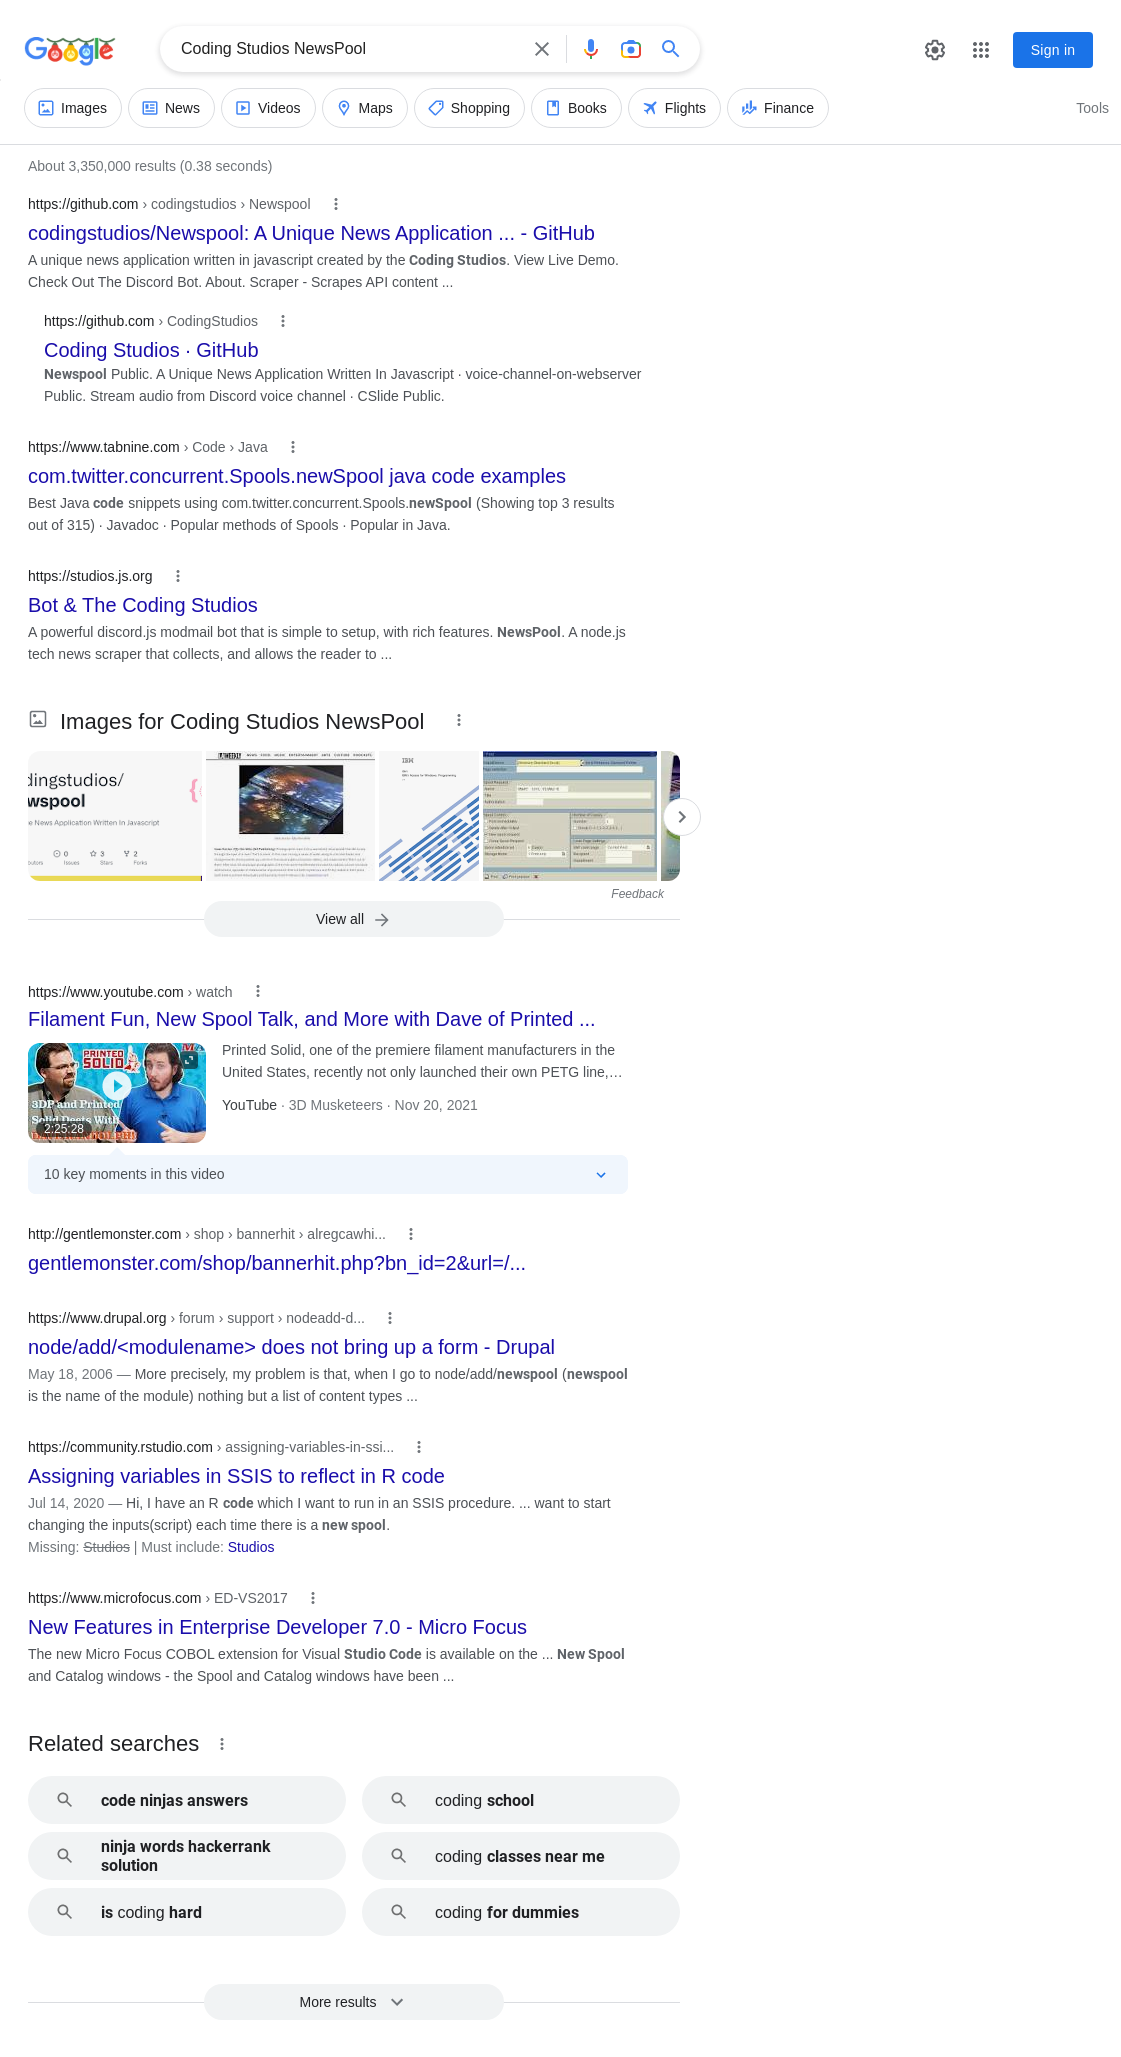 Google
Coding Studios NewsPool
Sign in
Images
News
Videos
Maps
Shopping
Books
Flights
Finance
Tools
About 3,350,000 results (0.38 seconds)
https://github.com › codingstudios › Newspool
codingstudios/Newspool: A Unique News Application ... - GitHub
A unique news application written in javascript created by the Coding Studios. View Live Demo.
Check Out The Discord Bot. About. Scraper - Scrapes API content ...
https://github.com › CodingStudios
Coding Studios · GitHub
Newspool Public. A Unique News Application Written In Javascript · voice-channel-on-webserver
Public. Stream audio from Discord voice channel · CSlide Public.
https://www.tabnine.com › Code › Java
com.twitter.concurrent.Spools.newSpool java code examples
Best Java code snippets using com.twitter.concurrent.Spools.newSpool (Showing top 3 results
out of 315) · Javadoc · Popular methods of Spools · Popular in Java.
https://studios.js.org
Bot & The Coding Studios
A powerful discord.js modmail bot that is simple to setup, with rich features. NewsPool. A node.js
tech news scraper that collects, and allows the reader to ...
Images for Coding Studios NewsPool
dingstudios/
wspool
e News Application Written In Javascript
0 3 2
utors Issues Stars Forks
IBM
Feedback
View all
https://www.youtube.com › watch
Filament Fun, New Spool Talk, and More with Dave of Printed ...
PRINTED
SOLID
3DP and Printed
Solid Deets With
2:25:28
Printed Solid, one of the premiere filament manufacturers in the
United States, recently not only launched their own PETG line,…
YouTube · 3D Musketeers · Nov 20, 2021
10 key moments in this video
http://gentlemonster.com › shop › bannerhit › alregcawhi...
gentlemonster.com/shop/bannerhit.php?bn_id=2&url=/...
https://www.drupal.org › forum › support › nodeadd-d...
node/add/<modulename> does not bring up a form - Drupal
May 18, 2006 — More precisely, my problem is that, when I go to node/add/newspool (newspool
is the name of the module) nothing but a list of content types ...
https://community.rstudio.com › assigning-variables-in-ssi...
Assigning variables in SSIS to reflect in R code
Jul 14, 2020 — Hi, I have an R code which I want to run in an SSIS procedure. ... want to start
changing the inputs(script) each time there is a new spool.
Missing: Studios | Must include: Studios
https://www.microfocus.com › ED-VS2017
New Features in Enterprise Developer 7.0 - Micro Focus
The new Micro Focus COBOL extension for Visual Studio Code is available on the ... New Spool
and Catalog windows - the Spool and Catalog windows have been ...
Related searches
code ninjas answers
coding school
ninja words hackerrank
solution
coding classes near me
is coding hard
coding for dummies
More results